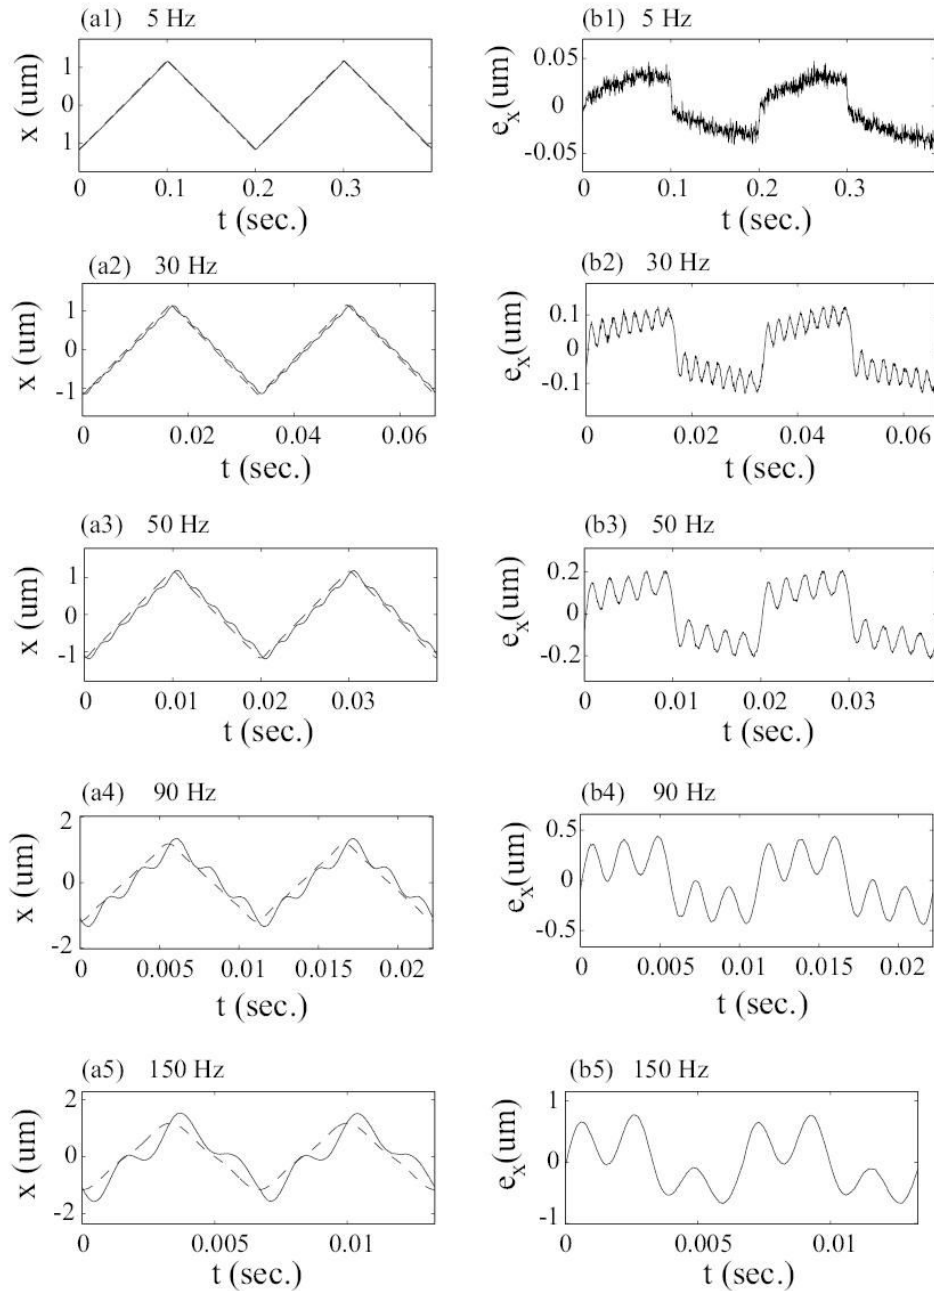 (a1) 5 Hz
x (um)
1
0
1
0 0.1 0.2 0.3
t (sec.)
(b1) 5 Hz
e_x (um)
0.05
0
-0.05
0 0.1 0.2 0.3
t (sec.)
(a2) 30 Hz
x (um)
1
0
-1
0 0.02 0.04 0.06
t (sec.)
(b2) 30 Hz
e_x(um)
0.1
0
-0.1
0 0.02 0.04 0.06
t (sec.)
(a3) 50 Hz
x (um)
1
0
-1
0 0.01 0.02 0.03
t (sec.)
(b3) 50 Hz
e_x(um)
0.2
0
-0.2
0 0.01 0.02 0.03
t (sec.)
(a4) 90 Hz
x (um)
2
0
-2
0 0.005 0.01 0.015 0.02
t (sec.)
(b4) 90 Hz
e_x(um)
0.5
0
-0.5
0 0.005 0.01 0.015 0.02
t (sec.)
(a5) 150 Hz
x (um)
2
0
-2
0 0.005 0.01
t (sec.)
(b5) 150 Hz
e_x(um)
1
0
-1
0 0.005 0.01
t (sec.)